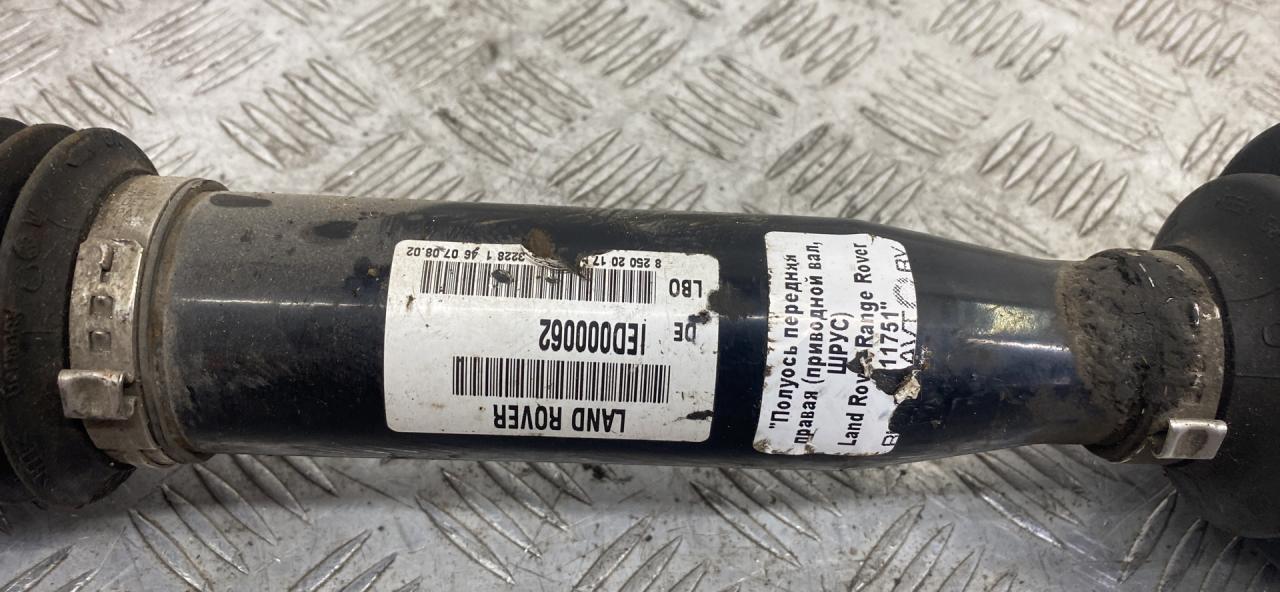 LAND ROVER
IED000062
DE
LBO
8 250 20 17
3228 1 46 07.08.02
"Полуось передняя
правая (приводной вал,
ШРУС)
Land Rover Range Rover
11751"